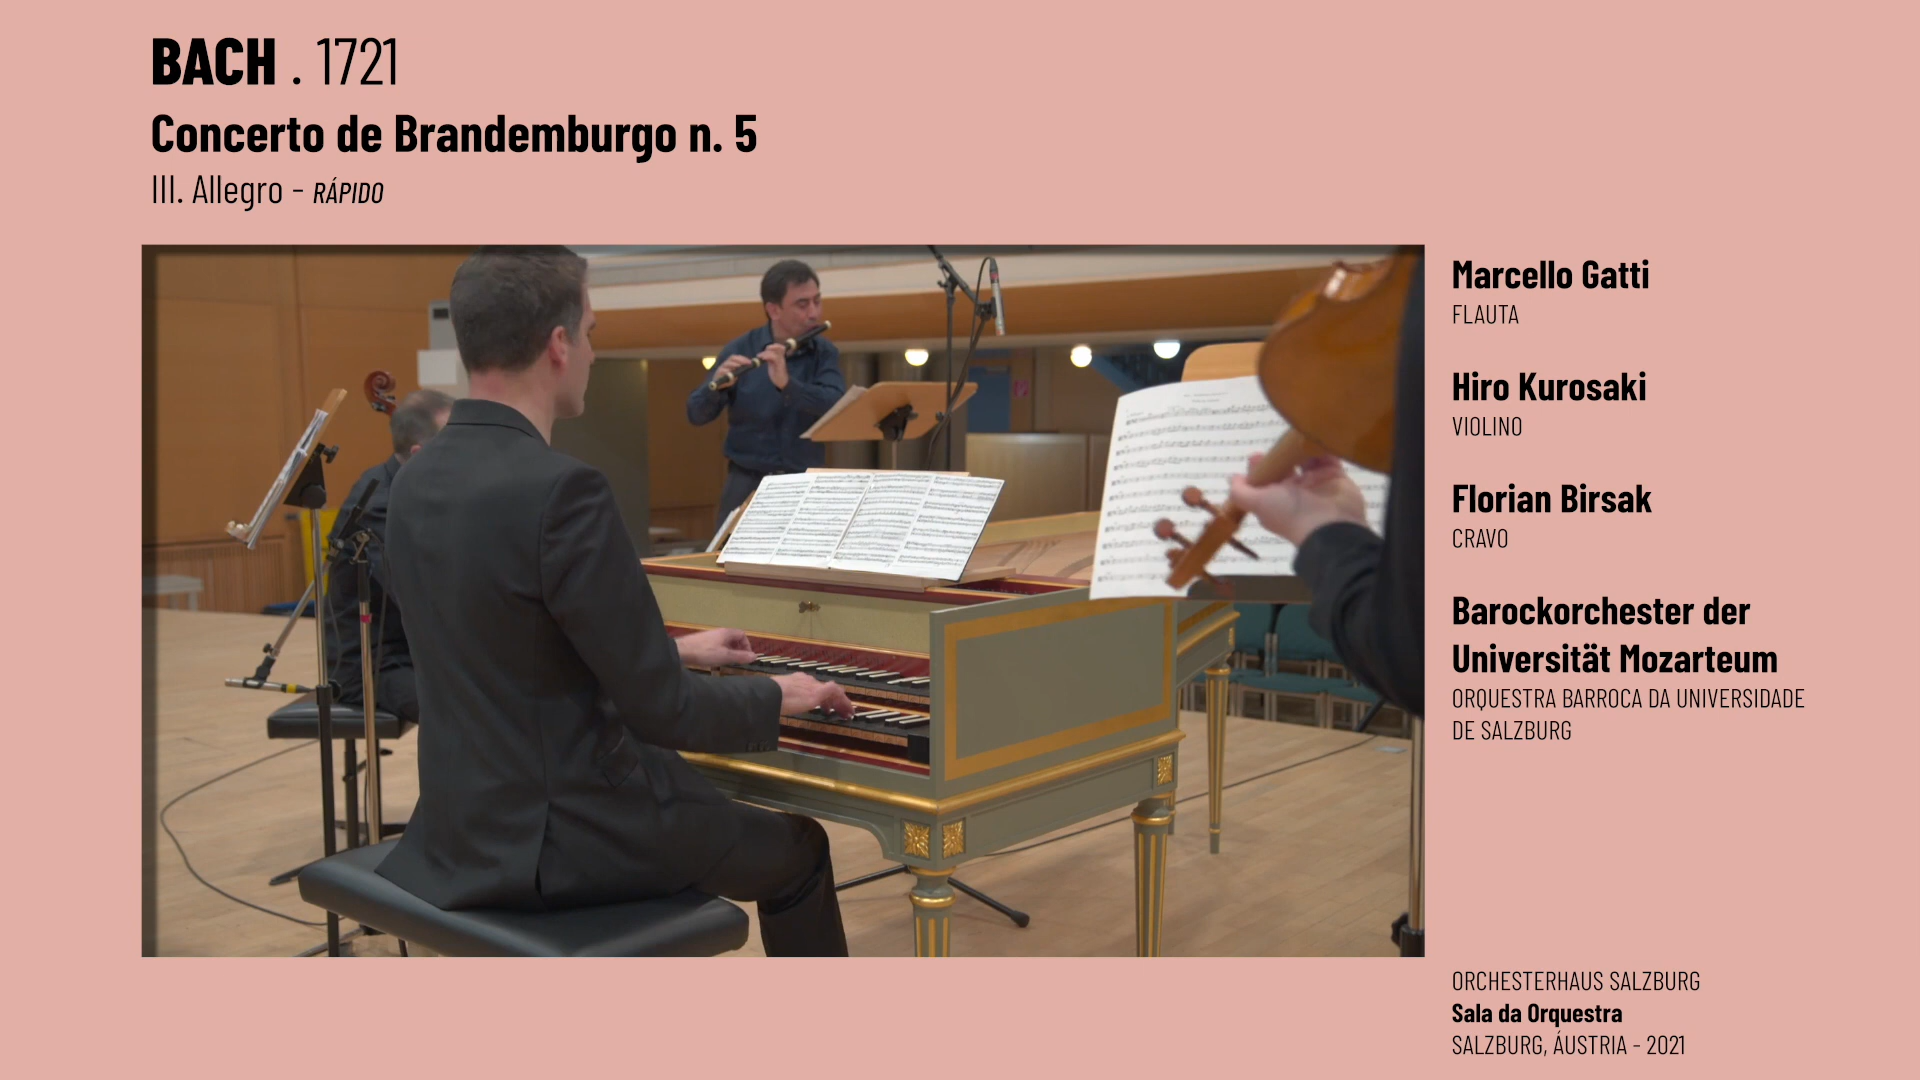 BACH . 1721
Concerto de Brandemburgo n. 5
III. Allegro - RÁPIDO
Marcello Gatti
FLAUTA
Hiro Kurosaki
VIOLINO
Florian Birsak
CRAVO
Barockorchester der
Universität Mozarteum
ORQUESTRA BARROCA DA UNIVERSIDADE
DE SALZBURG
ORCHESTERHAUS SALZBURG
Sala da Orquestra
SALZBURG, ÁUSTRIA - 2021